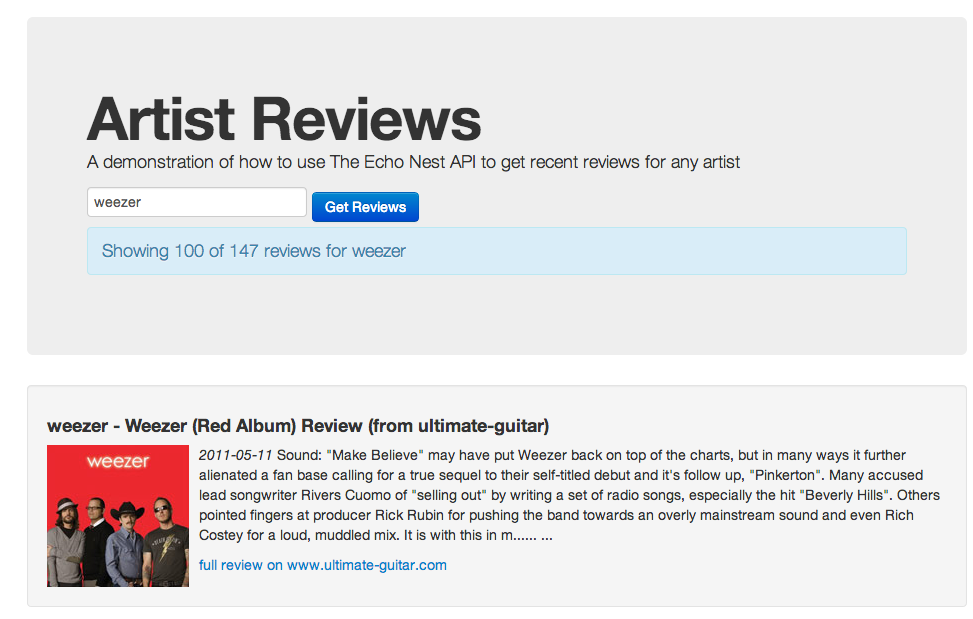 Artist Reviews
A demonstration of how to use The Echo Nest API to get recent reviews for any artist
weezer
Get Reviews
Showing 100 of 147 reviews for weezer
weezer - Weezer (Red Album) Review (from ultimate-guitar)
weezer
2011-05-11 Sound: "Make Believe" may have put Weezer back on top of the charts, but in many ways it further
alienated a fan base calling for a true sequel to their self-titled debut and it's follow up, "Pinkerton". Many accused
lead songwriter Rivers Cuomo of "selling out" by writing a set of radio songs, especially the hit "Beverly Hills". Others
pointed fingers at producer Rick Rubin for pushing the band towards an overly mainstream sound and even Rich
Costey for a loud, muddled mix. It is with this in m...... ...
full review on www.ultimate-guitar.com